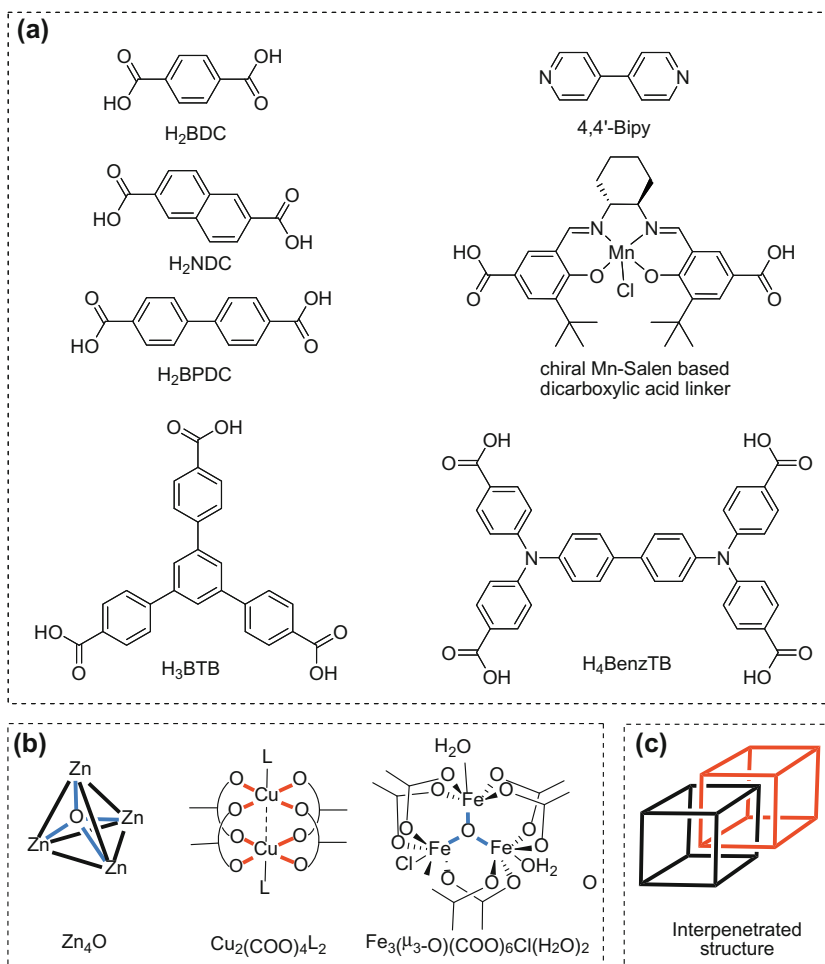 (a)
O
OH
HO
O
H₂BDC
N
N
4,4'-Bipy
O
HO
O
OH
H₂NDC
N
N
Mn
O
O
Cl
O
HO
OH
O
chiral Mn-Salen based
dicarboxylic acid linker
O
HO
OH
O
H₂BPDC
O
OH
HO
O
O
OH
H₃BTB
HO
O
OH
O
N
N
O
OH
O
HO
H₄BenzTB
(b)
Zn
O
Zn
Zn
Zn
Zn₄O
L
O
O
O
Cu
O
O
O
Cu
O
O
L
Cu₂(COO)₄L₂
H₂O
O
O
O
O
Fe
O
O
O
O
O
Fe
Fe
Cl
OH₂
O
O
O
O
Fe₃(μ₃-O)(COO)₆Cl(H₂O)₂
O
(c)
Interpenetrated
structure